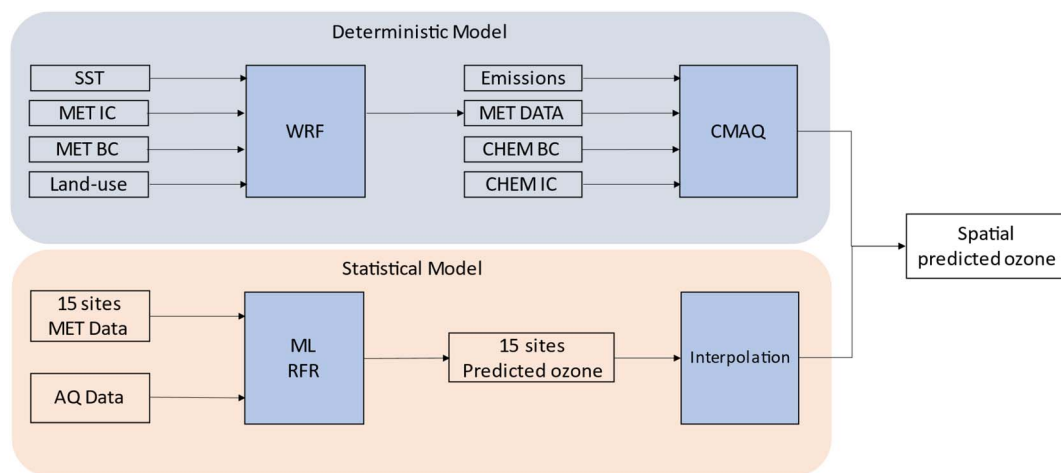 Deterministic Model
SST
MET IC
MET BC
Land-use
WRF
Emissions
MET DATA
CHEM BC
CHEM IC
CMAQ
Spatial
predicted ozone
Statistical Model
15 sites
MET Data
AQ Data
ML
RFR
15 sites
Predicted ozone
Interpolation